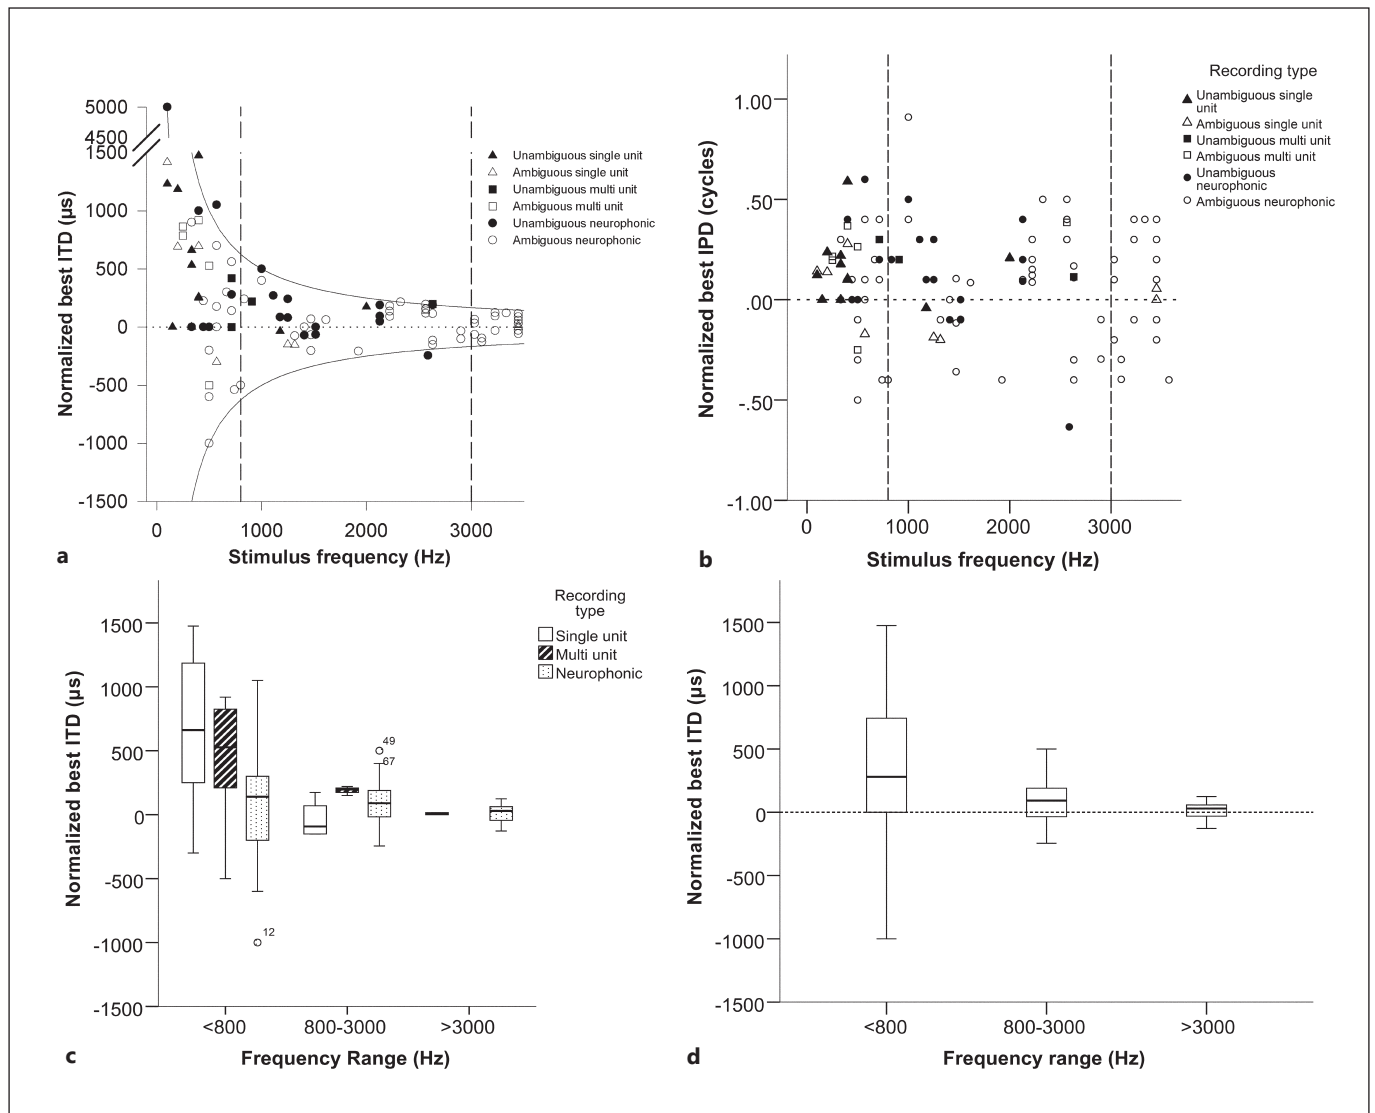 5000
4500
1500
1000
500
0
-500
-1000
-1500
Normalized best ITD (µs)
Unambiguous single unit
Ambiguous single unit
Unambiguous multi unit
Ambiguous multi unit
Unambiguous neurophonic
Ambiguous neurophonic
0 1000 2000 3000
Stimulus frequency (Hz)
a
Recording type
Unambiguous single
unit
Ambiguous single unit
Unambiguous multi unit
Ambiguous multi unit
Unambiguous
neurophonic
Ambiguous neurophonic
1.00
.50
.00
-.50
-1.00
Normalized best IPD (cycles)
0 1000 2000 3000
Stimulus frequency (Hz)
b
Recording
type
Single unit
Multi unit
Neurophonic
1500
1000
500
0
-500
-1000
-1500
Normalized best ITD (µs)
49
67
12
<800 800-3000 >3000
Frequency Range (Hz)
c
1500
1000
500
0
-500
-1000
-1500
Normalized best ITD (µs)
<800 800-3000 >3000
Frequency range (Hz)
d